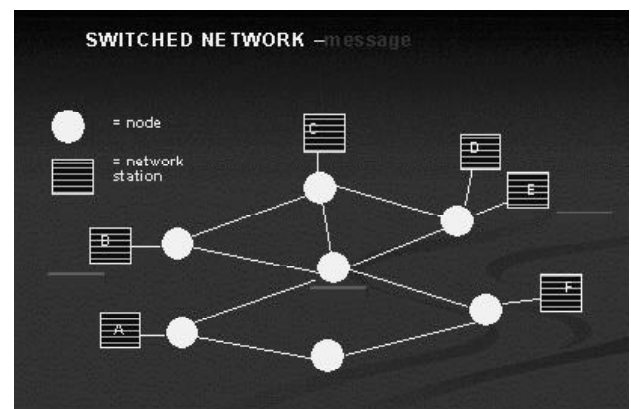 SWITCHED NETWORK –message
= node
= network
station
C
D
E
B
F
A